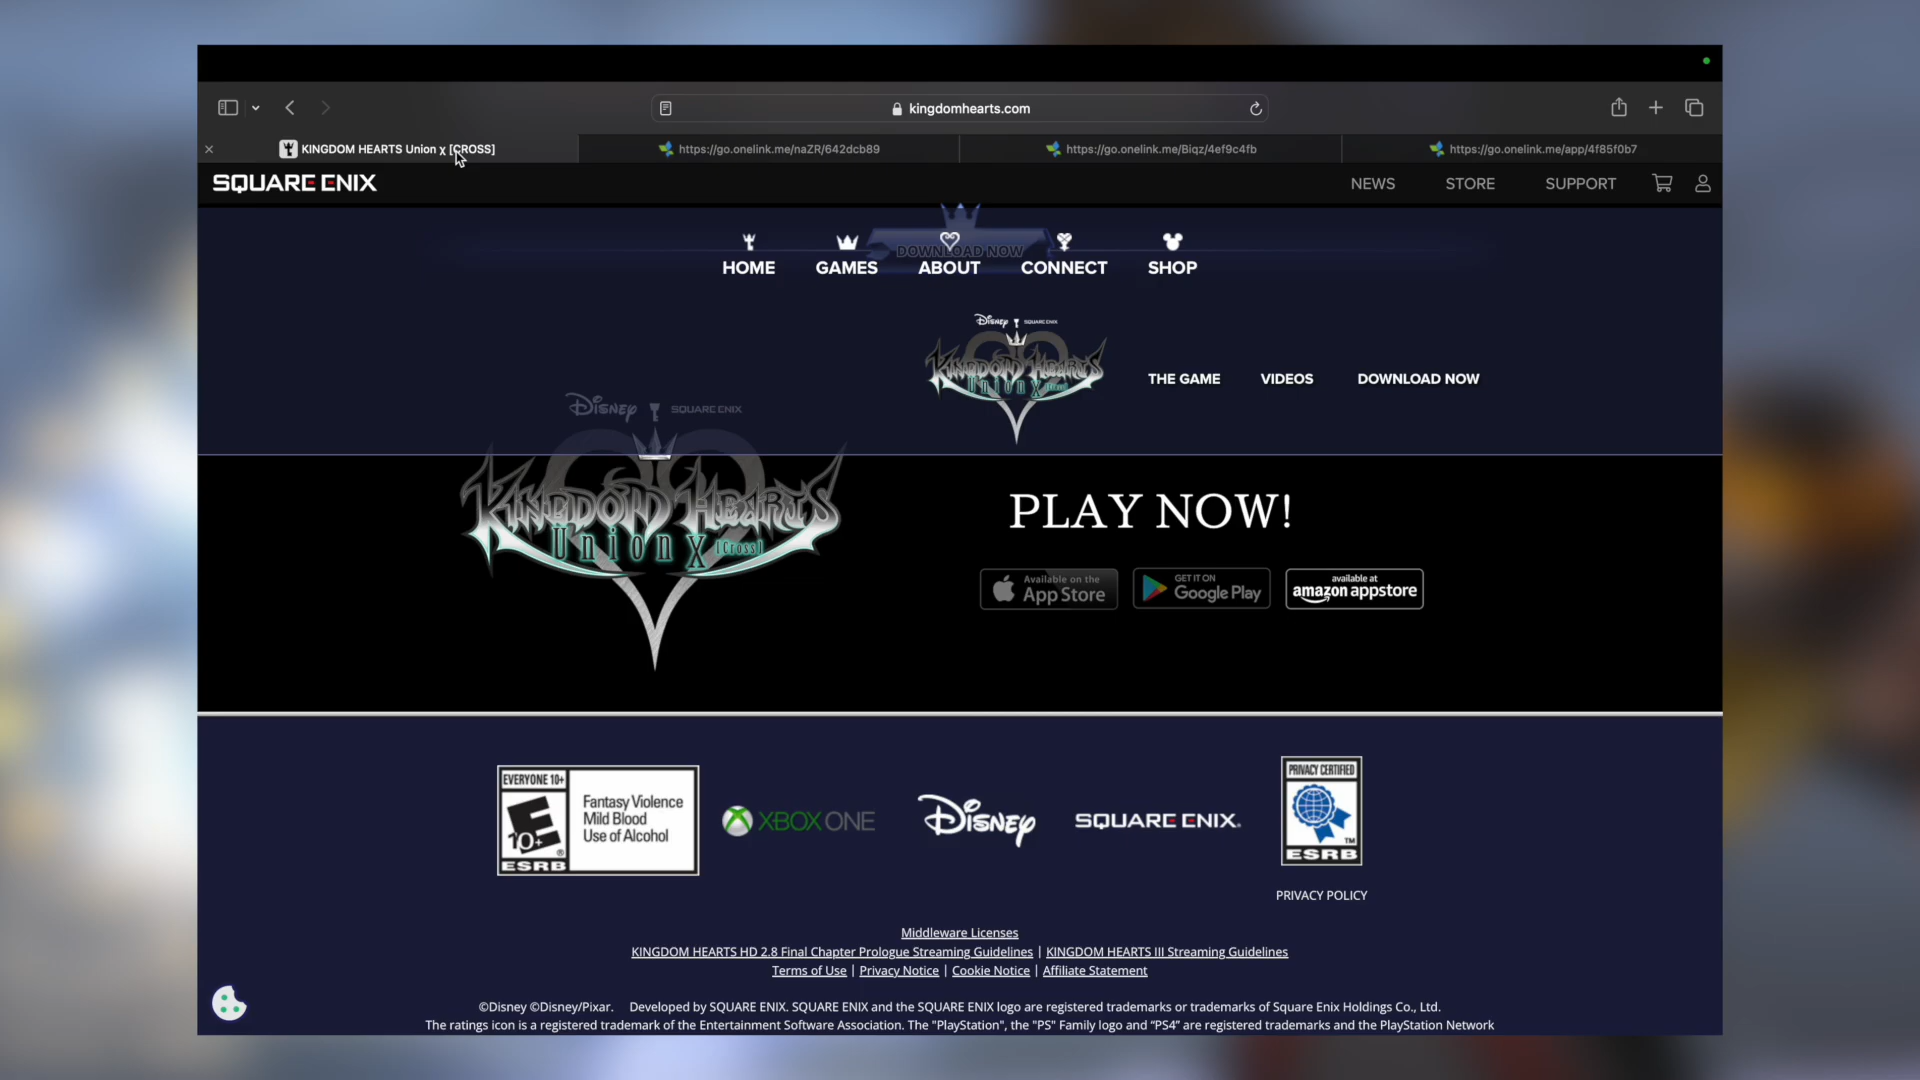 kingdomhearts.com
KINGDOM HEARTS Union χ [CROSS]
https://go.onelink.me/naZR/642dcb89
https://go.onelink.me/Biqz/4ef9c4fb
https://go.onelink.me/app/4f85f0b7
SQUARE ENIX
NEWS
STORE
SUPPORT
DOWNLOAD NOW
HOME
GAMES
ABOUT
CONNECT
SHOP
Disney SQUARE ENIX
KINGDOM HEARTS
Union χ [Cross]
THE GAME
VIDEOS
DOWNLOAD NOW
Disney SQUARE ENIX
KINGDOM HEARTS
Union χ [Cross]
PLAY NOW!
Available on the
App Store
GET IT ON
Google Play
available at
amazon appstore
EVERYONE 10+
E
10+
®
ESRB
Fantasy Violence
Mild Blood
Use of Alcohol
XBOX ONE
Disney
SQUARE ENIX.
PRIVACY CERTIFIED
TM
ESRB
PRIVACY POLICY
Middleware Licenses
KINGDOM HEARTS HD 2.8 Final Chapter Prologue Streaming Guidelines | KINGDOM HEARTS III Streaming Guidelines
Terms of Use | Privacy Notice | Cookie Notice | Affiliate Statement
©Disney ©Disney/Pixar. Developed by SQUARE ENIX. SQUARE ENIX and the SQUARE ENIX logo are registered trademarks or trademarks of Square Enix Holdings Co., Ltd.
The ratings icon is a registered trademark of the Entertainment Software Association. The "PlayStation", the "PS" Family logo and “PS4” are registered trademarks and the PlayStation Network